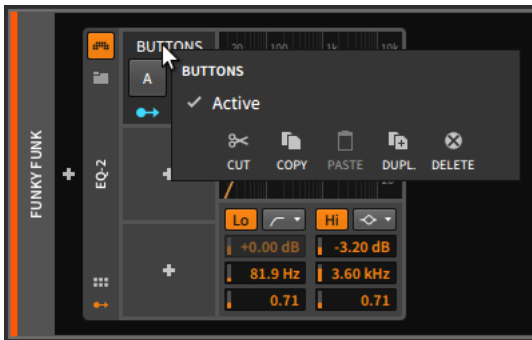 BUTTONS
20 100 1k 10k
BUTTONS
A
Active
CUT COPY PASTE DUPL. DELETE
FUNKY FUNK
EQ-2
20
Lo Hi
+0.00 dB -3.20 dB
81.9 Hz 3.60 kHz
0.71 0.71